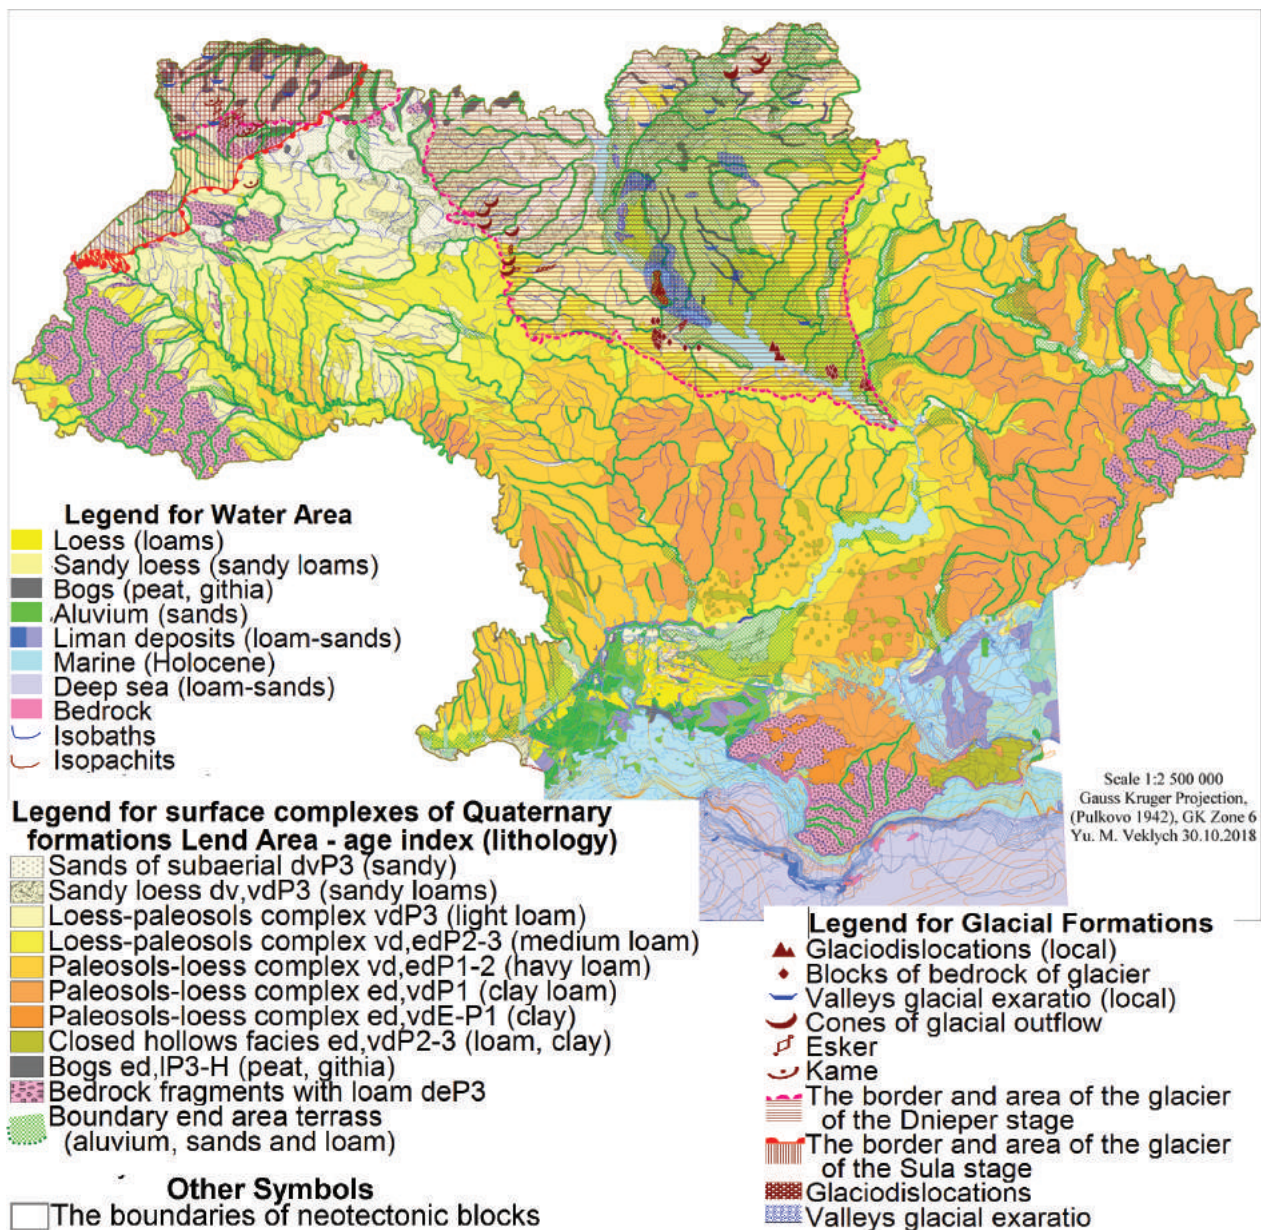 Legend for Water Area
Loess (loams)
Sandy loess (sandy loams)
Bogs (peat, githia)
Aluvium (sands)
Liman deposits (loam-sands)
Marine (Holocene)
Deep sea (loam-sands)
Bedrock
Isobaths
Isopachits
Scale 1:2 500 000
Gauss Kruger Projection,
(Pulkovo 1942), GK Zone 6
Yu. M. Veklych 30.10.2018
Legend for surface complexes of Quaternary
formations Lend Area - age index (lithology)
Sands of subaerial dvP3 (sandy)
Sandy loess dv,vdP3 (sandy loams)
Loess-paleosols complex vdP3 (light loam)
Loess-paleosols complex vd,edP2-3 (medium loam)
Paleosols-loess complex vd,edP1-2 (havy loam)
Paleosols-loess complex ed,vdP1 (clay loam)
Paleosols-loess complex ed,vdE-P1 (clay)
Closed hollows facies ed,vdP2-3 (loam, clay)
Bogs ed,lP3-H (peat, githia)
Bedrock fragments with loam deP3
Boundary end area terrass
(aluvium, sands and loam)
Other Symbols
The boundaries of neotectonic blocks
Legend for Glacial Formations
Glaciodislocations (local)
Blocks of bedrock of glacier
Valleys glacial exaratio (local)
Cones of glacial outflow
Esker
Kame
The border and area of the glacier
of the Dnieper stage
The border and area of the glacier
of the Sula stage
Glaciodislocations
Valleys glacial exaratio